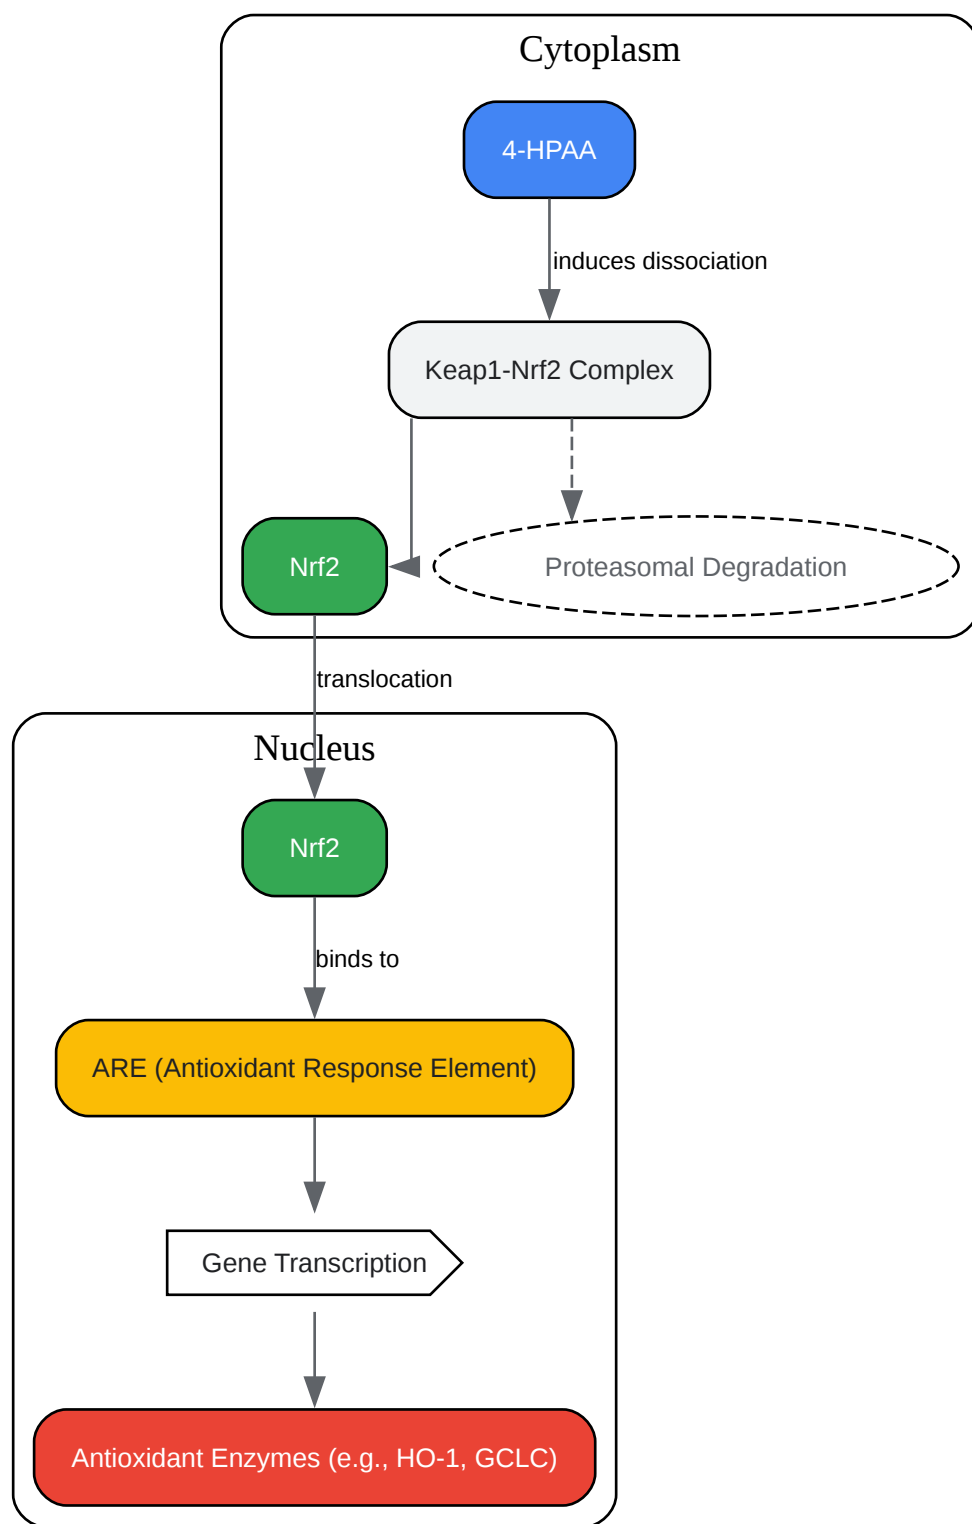 Cytoplasm
4-HPAA
induces dissociation
Keap1-Nrf2 Complex
Nrf2
Proteasomal Degradation
translocation
Nucleus
Nrf2
binds to
ARE (Antioxidant Response Element)
Gene Transcription
Antioxidant Enzymes (e.g., HO-1, GCLC)